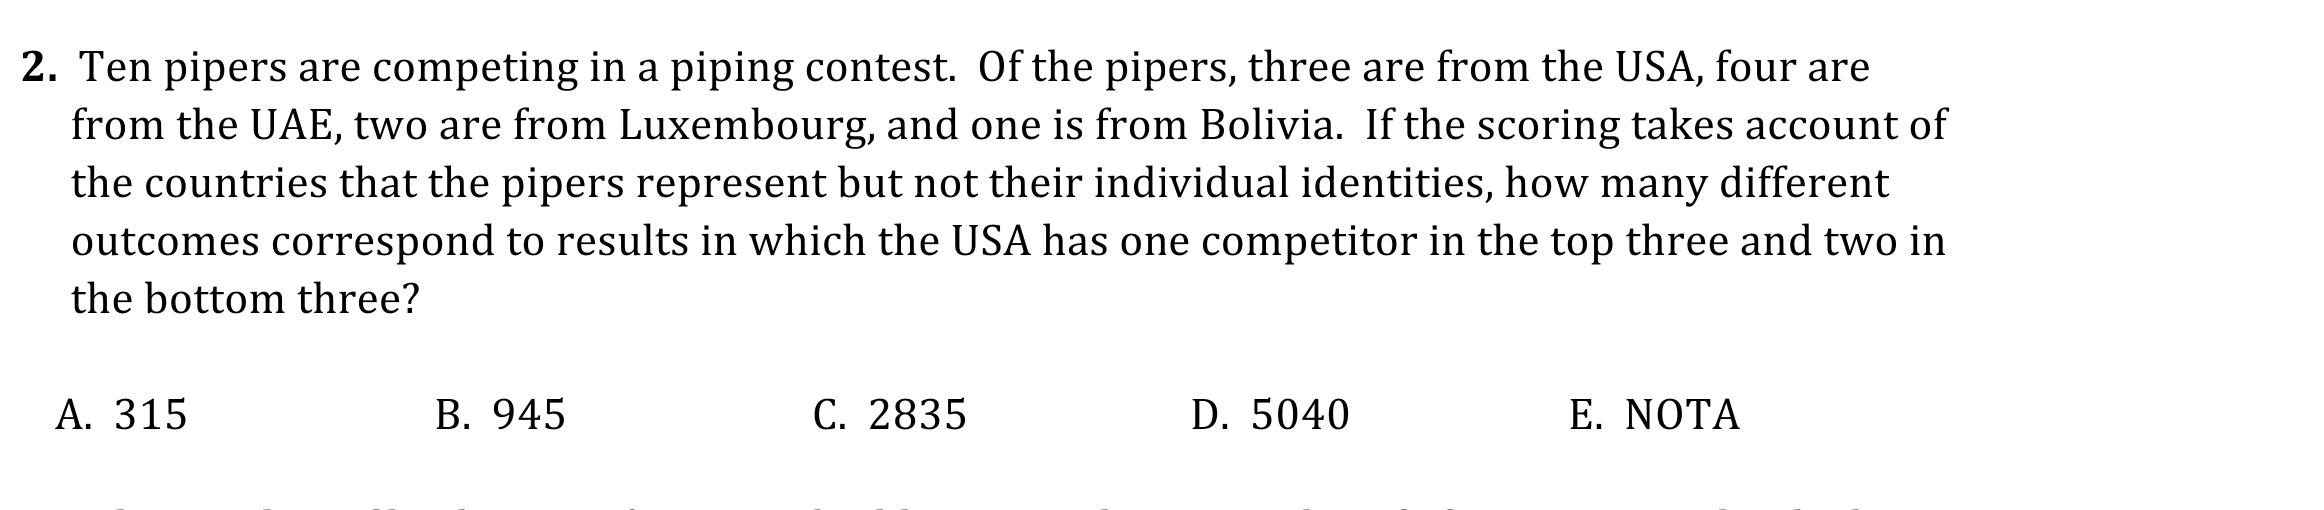 2. Ten pipers are competing in a piping contest. Of the pipers, three are from the USA, four are
from the UAE, two are from Luxembourg, and one is from Bolivia. If the scoring takes account of
the countries that the pipers represent but not their individual identities, how many different
outcomes correspond to results in which the USA has one competitor in the top three and two in
the bottom three?
A. 315 B. 945 C. 2835 D. 5040 E. NOTA